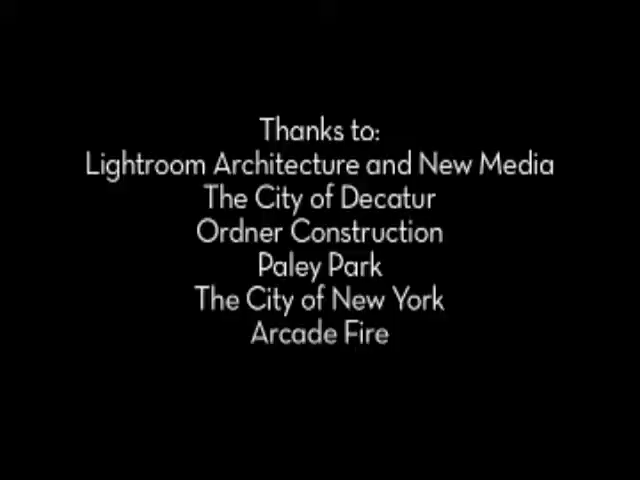 Thanks to:
Lightroom Architecture and New Media
The City of Decatur
Ordner Construction
Paley Park
The City of New York
Arcade Fire